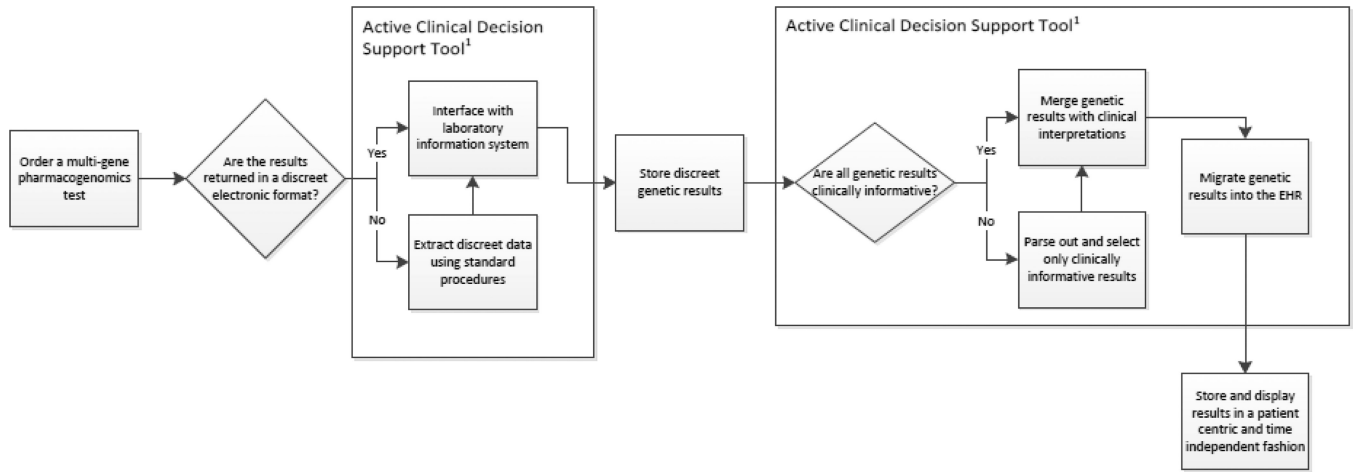 Order a multi-gene
pharmacogenomics
test
Are the results
returned in a discreet
electronic format?
Active Clinical Decision
Support Tool¹
Yes
No
Interface with
laboratory
information system
Extract discreet data
using standard
procedures
Store discreet
genetic results
Active Clinical Decision Support Tool¹
Are all genetic results
clinically informative?
Yes
No
Merge genetic
results with clinical
interpretations
Parse out and select
only clinically
informative results
Migrate genetic
results into the EHR
Store and display
results in a patient
centric and time
independent fashion